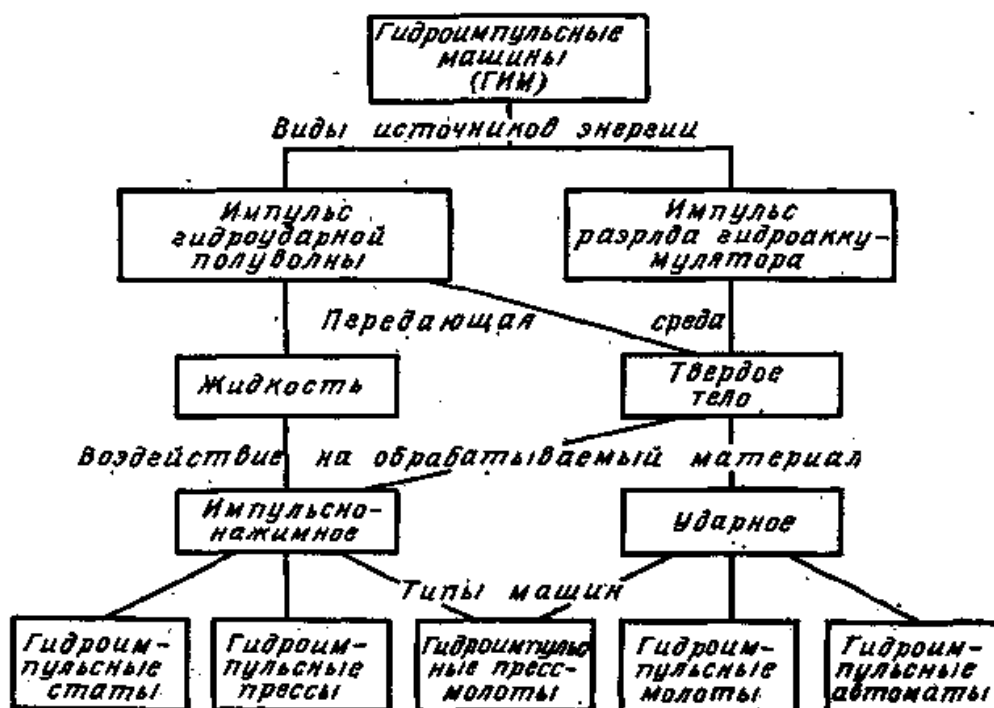 Гидроимпульсные
машины
(ГИМ)
Виды источников энергии
Импульс
гидроударной
полуволны
Импульс
разряда гидроакку-
мулятора
Передающая среда
Жидкость
Твердое
тело
Воздействие на обрабатываемый материал
Импульсно-
нажимное
Ударное
Типы машин
Гидроим-
пульсные
статы
Гидроим-
пульсные
прессы
Гидроимпульс
ные пресс-
молоты
Гидроим-
пульсные
молоты
Гидроим-
пульсные
автоматы